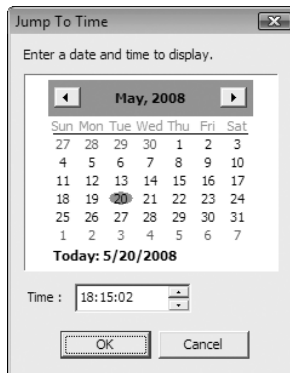 Jump To Time
Enter a date and time to display.
May, 2008
Sun Mon Tue Wed Thu Fri Sat
27 28 29 30 1 2 3
4 5 6 7 8 9 10
11 12 13 14 15 16 17
18 19 20 21 22 23 24
25 26 27 28 29 30 31
1 2 3 4 5 6 7
Today: 5/20/2008
Time : 18:15:02
OK Cancel